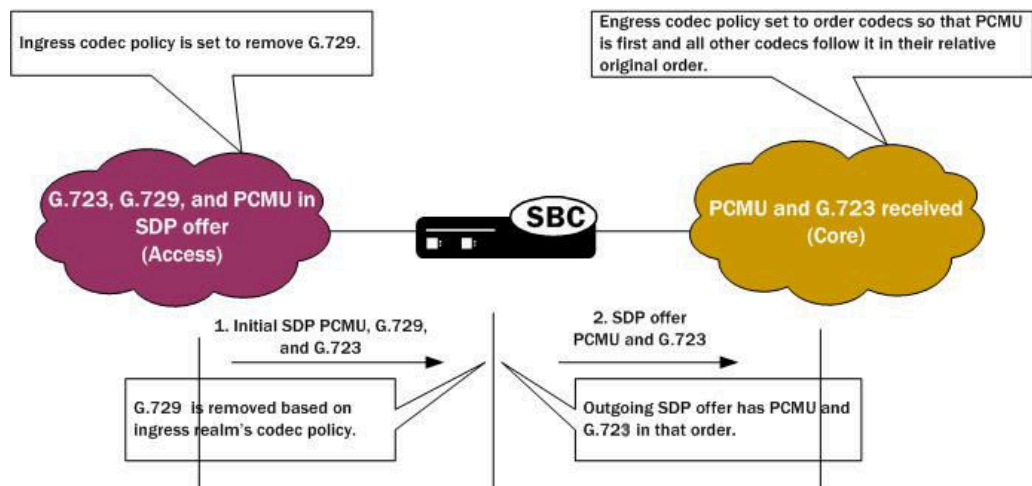 Ingress codec policy is set to remove G.729.
Engress codec policy set to order codecs so that PCMU
is first and all other codecs follow it in their relative
original order.
G.723, G.729, and PCMU in
SDP offer
(Access)
SBC
PCMU and G.723 received
(Core)
1. Initial SDP PCMU, G.729,
and G.723
2. SDP offer
PCMU and G.723
G.729 is removed based on
ingress realm's codec policy.
Outgoing SDP offer has PCMU and
G.723 in that order.